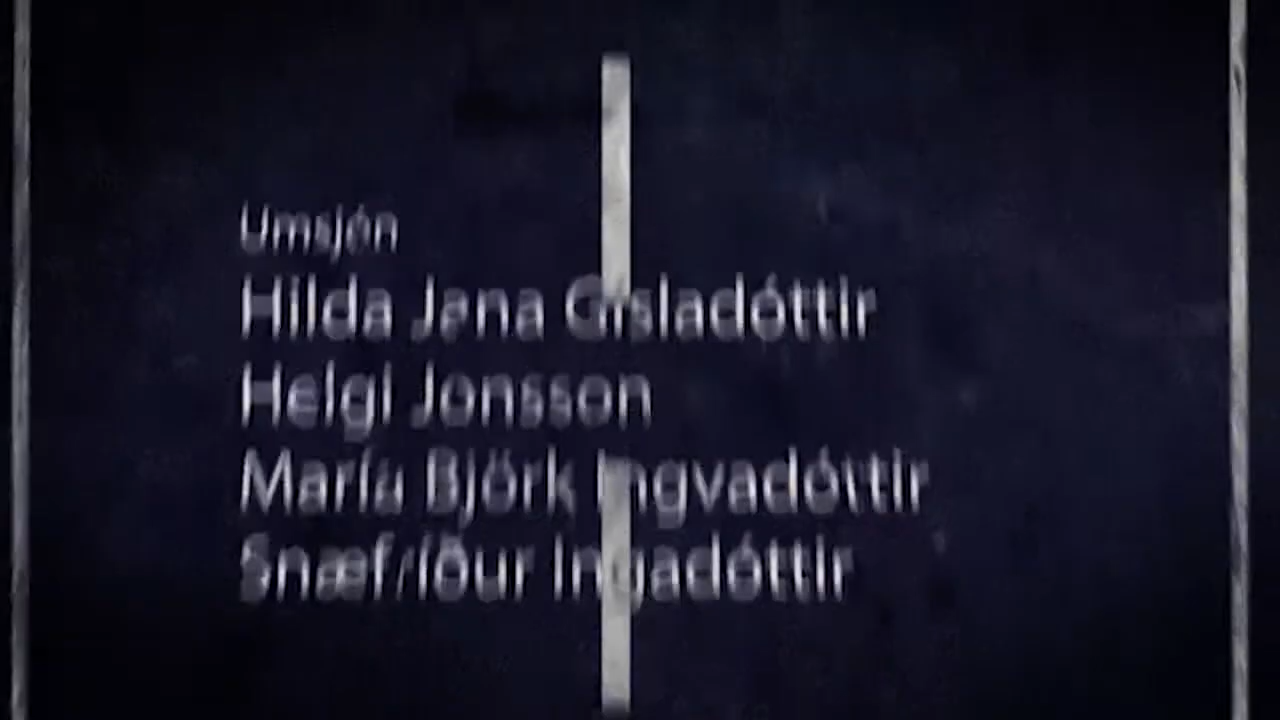 Umsjón
Hilda Jana Gísladóttir
Helgi Jónsson
María Björk Ingvadóttir
Snæfríður Ingadóttir